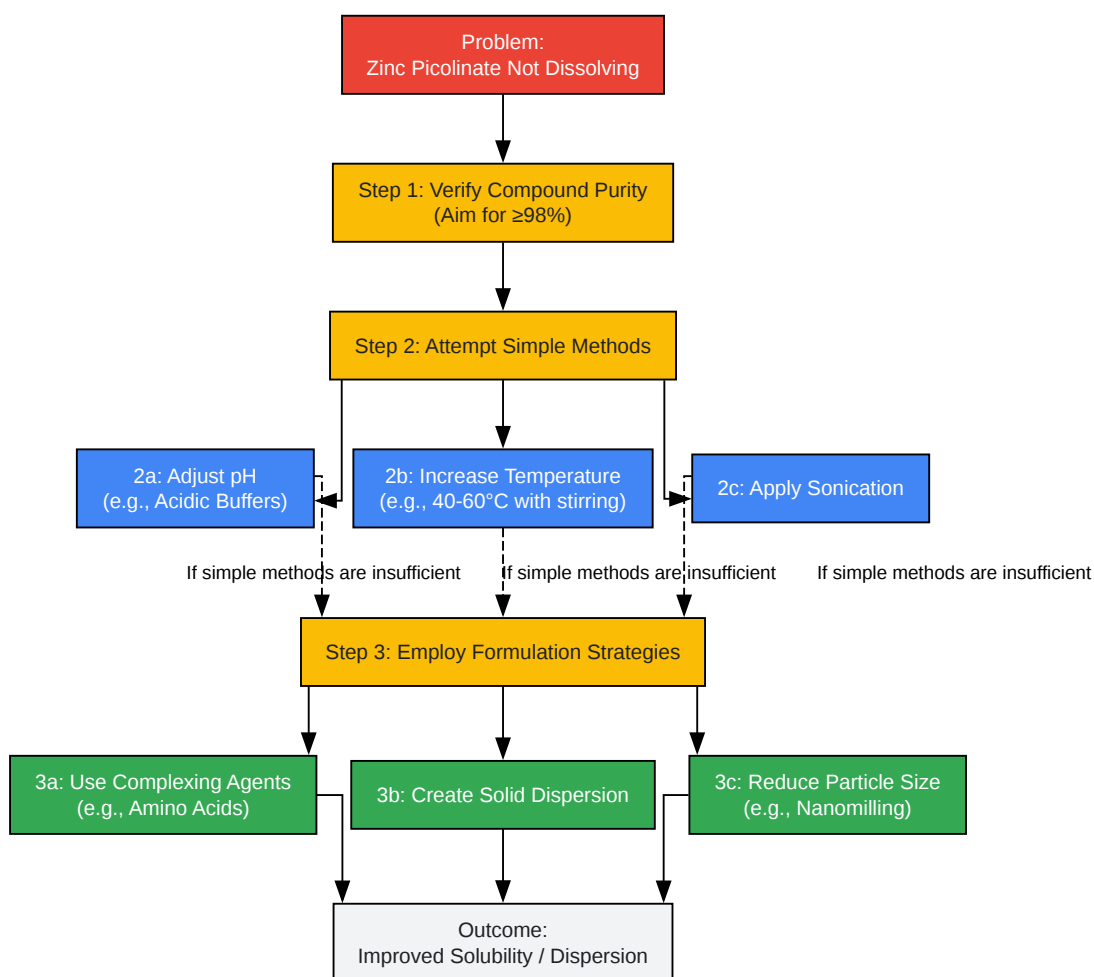 Problem:
Zinc Picolinate Not Dissolving
Step 1: Verify Compound Purity
(Aim for ≥98%)
Step 2: Attempt Simple Methods
2a: Adjust pH
(e.g., Acidic Buffers)
2b: Increase Temperature
(e.g., 40-60°C with stirring)
2c: Apply Sonication
If simple methods are insufficient
If simple methods are insufficient
If simple methods are insufficient
Step 3: Employ Formulation Strategies
3a: Use Complexing Agents
(e.g., Amino Acids)
3b: Create Solid Dispersion
3c: Reduce Particle Size
(e.g., Nanomilling)
Outcome:
Improved Solubility / Dispersion